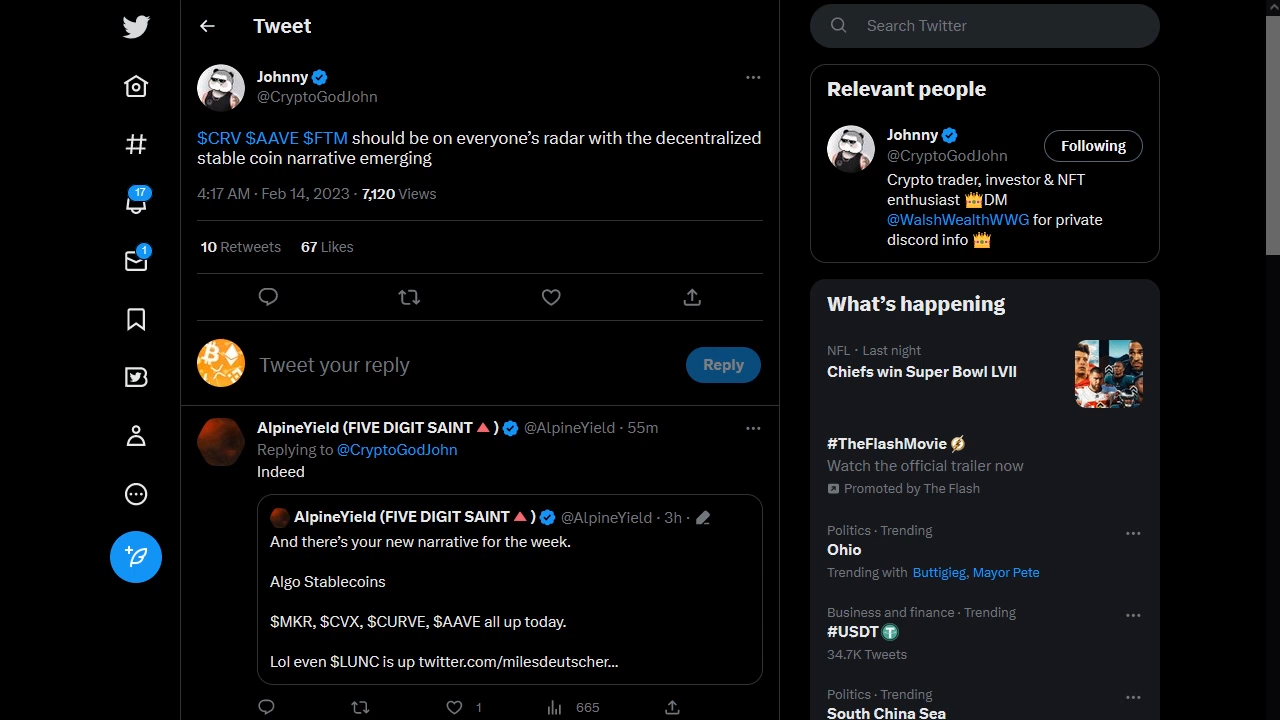 Tweet
Johnny
@CryptoGodJohn
$CRV $AAVE $FTM should be on everyone’s radar with the decentralized
stable coin narrative emerging
4:17 AM · Feb 14, 2023 · 7,120 Views
10 Retweets 67 Likes
Tweet your reply
Reply
AlpineYield (FIVE DIGIT SAINT🔺) @AlpineYield · 55m
Replying to @CryptoGodJohn
Indeed
AlpineYield (FIVE DIGIT SAINT🔺) @AlpineYield · 3h ·
And there’s your new narrative for the week.
Algo Stablecoins
$MKR, $CVX, $CURVE, $AAVE all up today.
Lol even $LUNC is up twitter.com/milesdeutscher...
1
665
17
1
Search Twitter
Relevant people
Johnny
@CryptoGodJohn
Following
Crypto trader, investor & NFT
enthusiast 👑DM
@WalshWealthWWG for private
discord info 👑
What’s happening
NFL · Last night
Chiefs win Super Bowl LVII
#TheFlashMovie
Watch the official trailer now
Promoted by The Flash
Politics · Trending
Ohio
Trending with Buttigieg, Mayor Pete
Business and finance · Trending
#USDT
34.7K Tweets
Politics · Trending
South China Sea